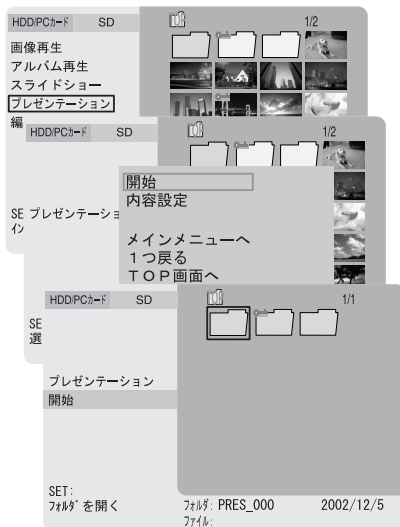 HDD/PCカード SD 1/2
画像再生
アルバム再生
スライドショー
プレゼンテーション
編
HDD/PCカード SD 1/2
開始
内容設定
SE プレゼンテーショ
イン
メインメニューへ
1つ戻る
TOP画面へ
HDD/PCカード SD 1/1
SE
選
プレゼンテーション
開始
SET:
フォルダを開く
フォルダ: PRES_000 2002/12/5
ファイル: